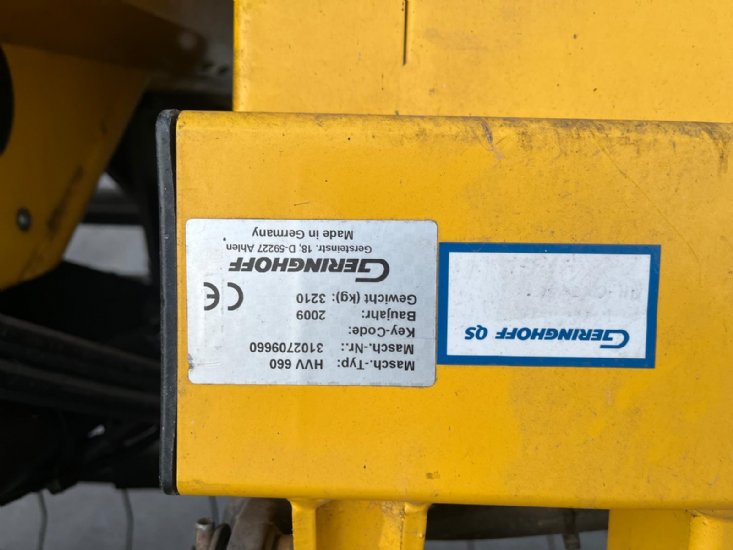 Masch.-Typ: HVV 660
Masch.-Nr.: 3102709660
Key-Code:
Baujahr: 2009
Gewicht (kg): 3210
CE
GERINGHOFF
Gersteinstr. 18, D-59227 Ahlen
Made in Germany
GERINGHOFF QS